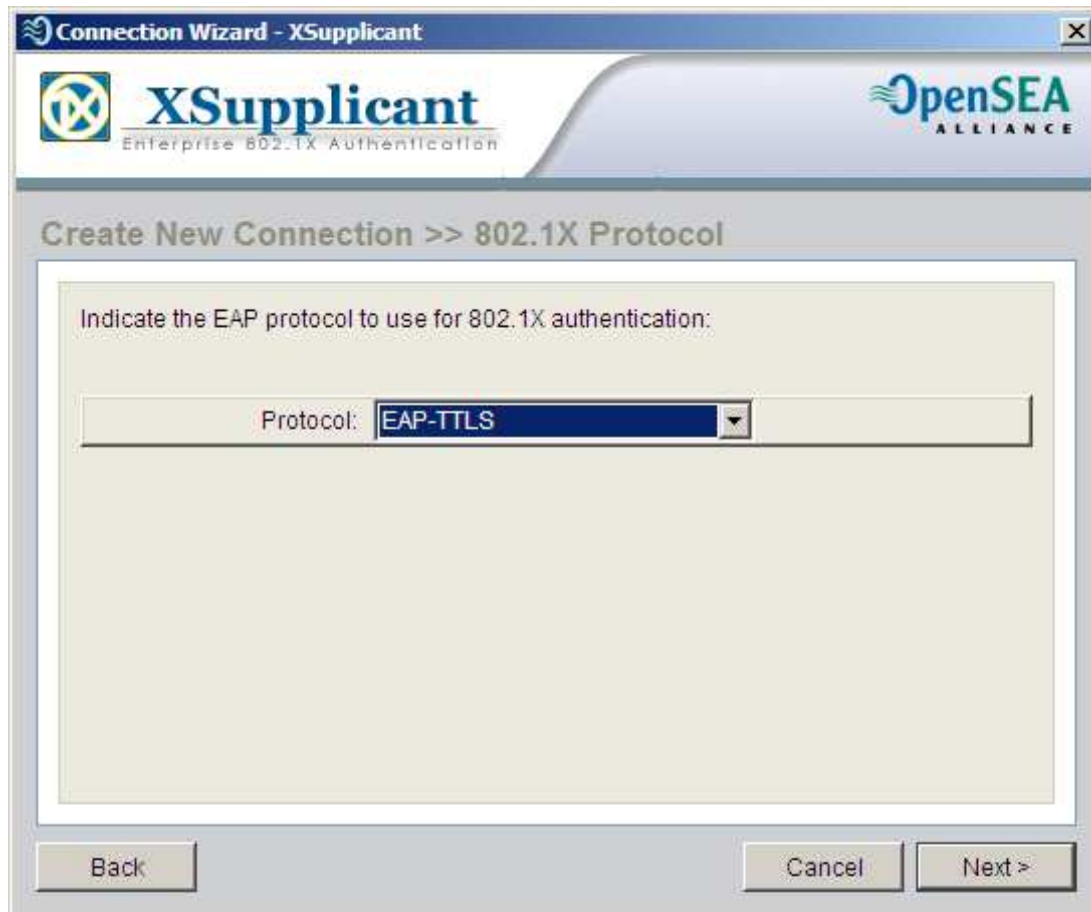 Connection Wizard - XSupplicant
1X
XSupplicant
Enterprise 802.1X Authentication
OpenSEA
ALLIANCE
Create New Connection >> 802.1X Protocol
Indicate the EAP protocol to use for 802.1X authentication:
Protocol: EAP-TTLS
Back Cancel Next >